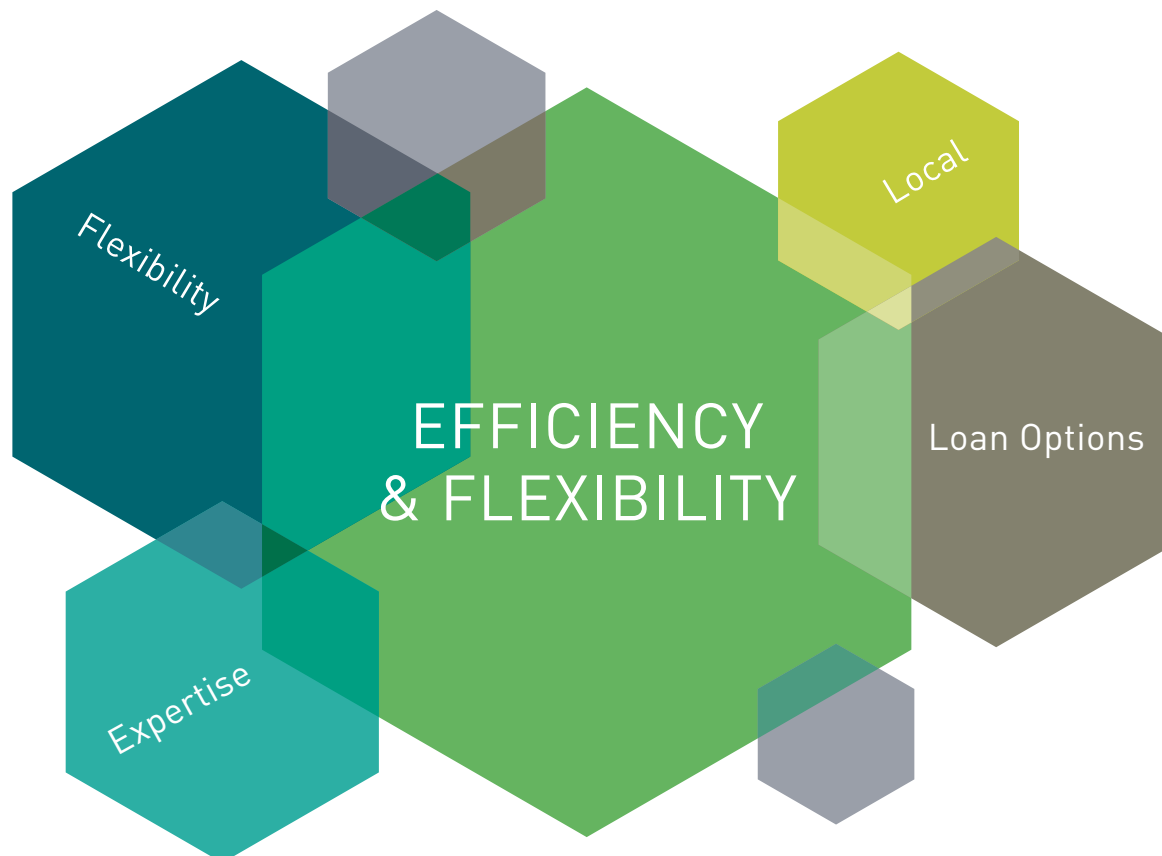 Local
Flexibility
EFFICIENCY
& FLEXIBILITY
Loan Options
Expertise